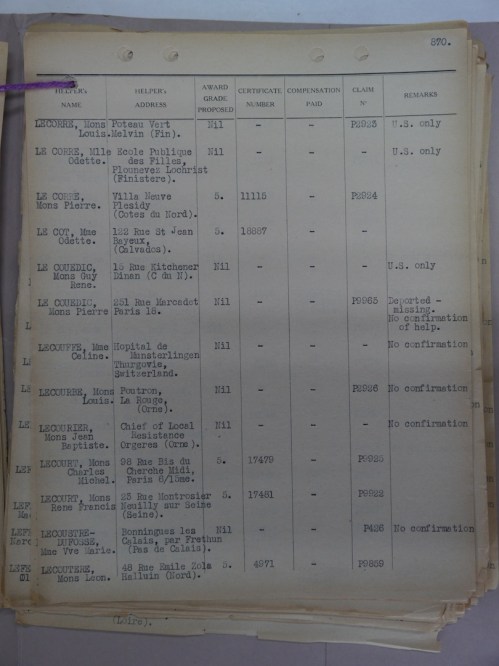 370.
HELPER's NAME HELPER's ADDRESS AWARD GRADE PROPOSED CERTIFICATE NUMBER COMPENSATION PAID CLAIM Nº REMARKS
LECORRE, Mons Poteau Vert Nil - - P2923 U.S. only
Louis. Melvin (Fin).
LE CORRE, Mlle Ecole Publique Nil - - - U.S. only
Odette. des Filles,
Plounevez Lochrist
(Finistere).
LE CORRE, Ville Neuve 5. 11115 - P2924
Mons Pierre. Plesidy
(Cotes du Nord).
LE COT, Mme 122 Rue St Jean 5. 18887 - -
Odette. Bayeux,
(Calvados).
LE COUEDIC, 15 Rue Kitchener Nil - - - U.S. only
Mons Guy Dinan (C du N).
Rene.
LE COUEDIC, 251 Rue Marcadet Nil - - P9965 Deported -
Mons Pierre Paris 18. missing.
No confirmation
of help.
LECOUFFE, Mme Hopital de Nil - - - No confirmation
Celine. Munsterlingen
Thurgovie,
Switzerland.
LECOURBE, Mons Poutron, Nil - - P2926 No confirmation
Louis. La Rouge,
(Orne).
LECOURIER, Chief of Local Nil - - - No confirmation
Mons Jean Resistance
Baptiste. Orgeres (Orne).
LECOURT, Mons 98 Rue Bis du 5. 17479 - P9925
Charles Cherche Midi,
Michel. Paris 6/15me.
LECOURT, Mons 23 Rue Montrosier 5. 17481 - P9922
Rene Francis Neuilly sur Seine
(Seine).
LECOUSTRE- Bonningues les Nil - - P426 No confirmation
DUFOSSE, Calais, par Frethun
Mme Vve Marie. (Pas de Calais).
LECOUTERE, 48 Rue Emile Zola 5. 4971 - P9859
Mons Leon. Halluin (Nord).
(Loire).